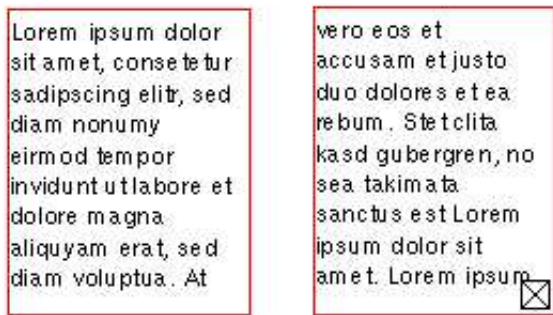 Lorem ipsum dolor
sit amet, consetetur
sadipscing elitr, sed
diam nonumy
eirmod tempor
invidunt ut labore et
dolore magna
aliquyam erat, sed
diam voluptua. At
vero eos et
accusam et justo
duo dolores et ea
rebum. Stet clita
kasd gubergren, no
sea takimata
sanctus est Lorem
ipsum dolor sit
amet. Lorem ipsum